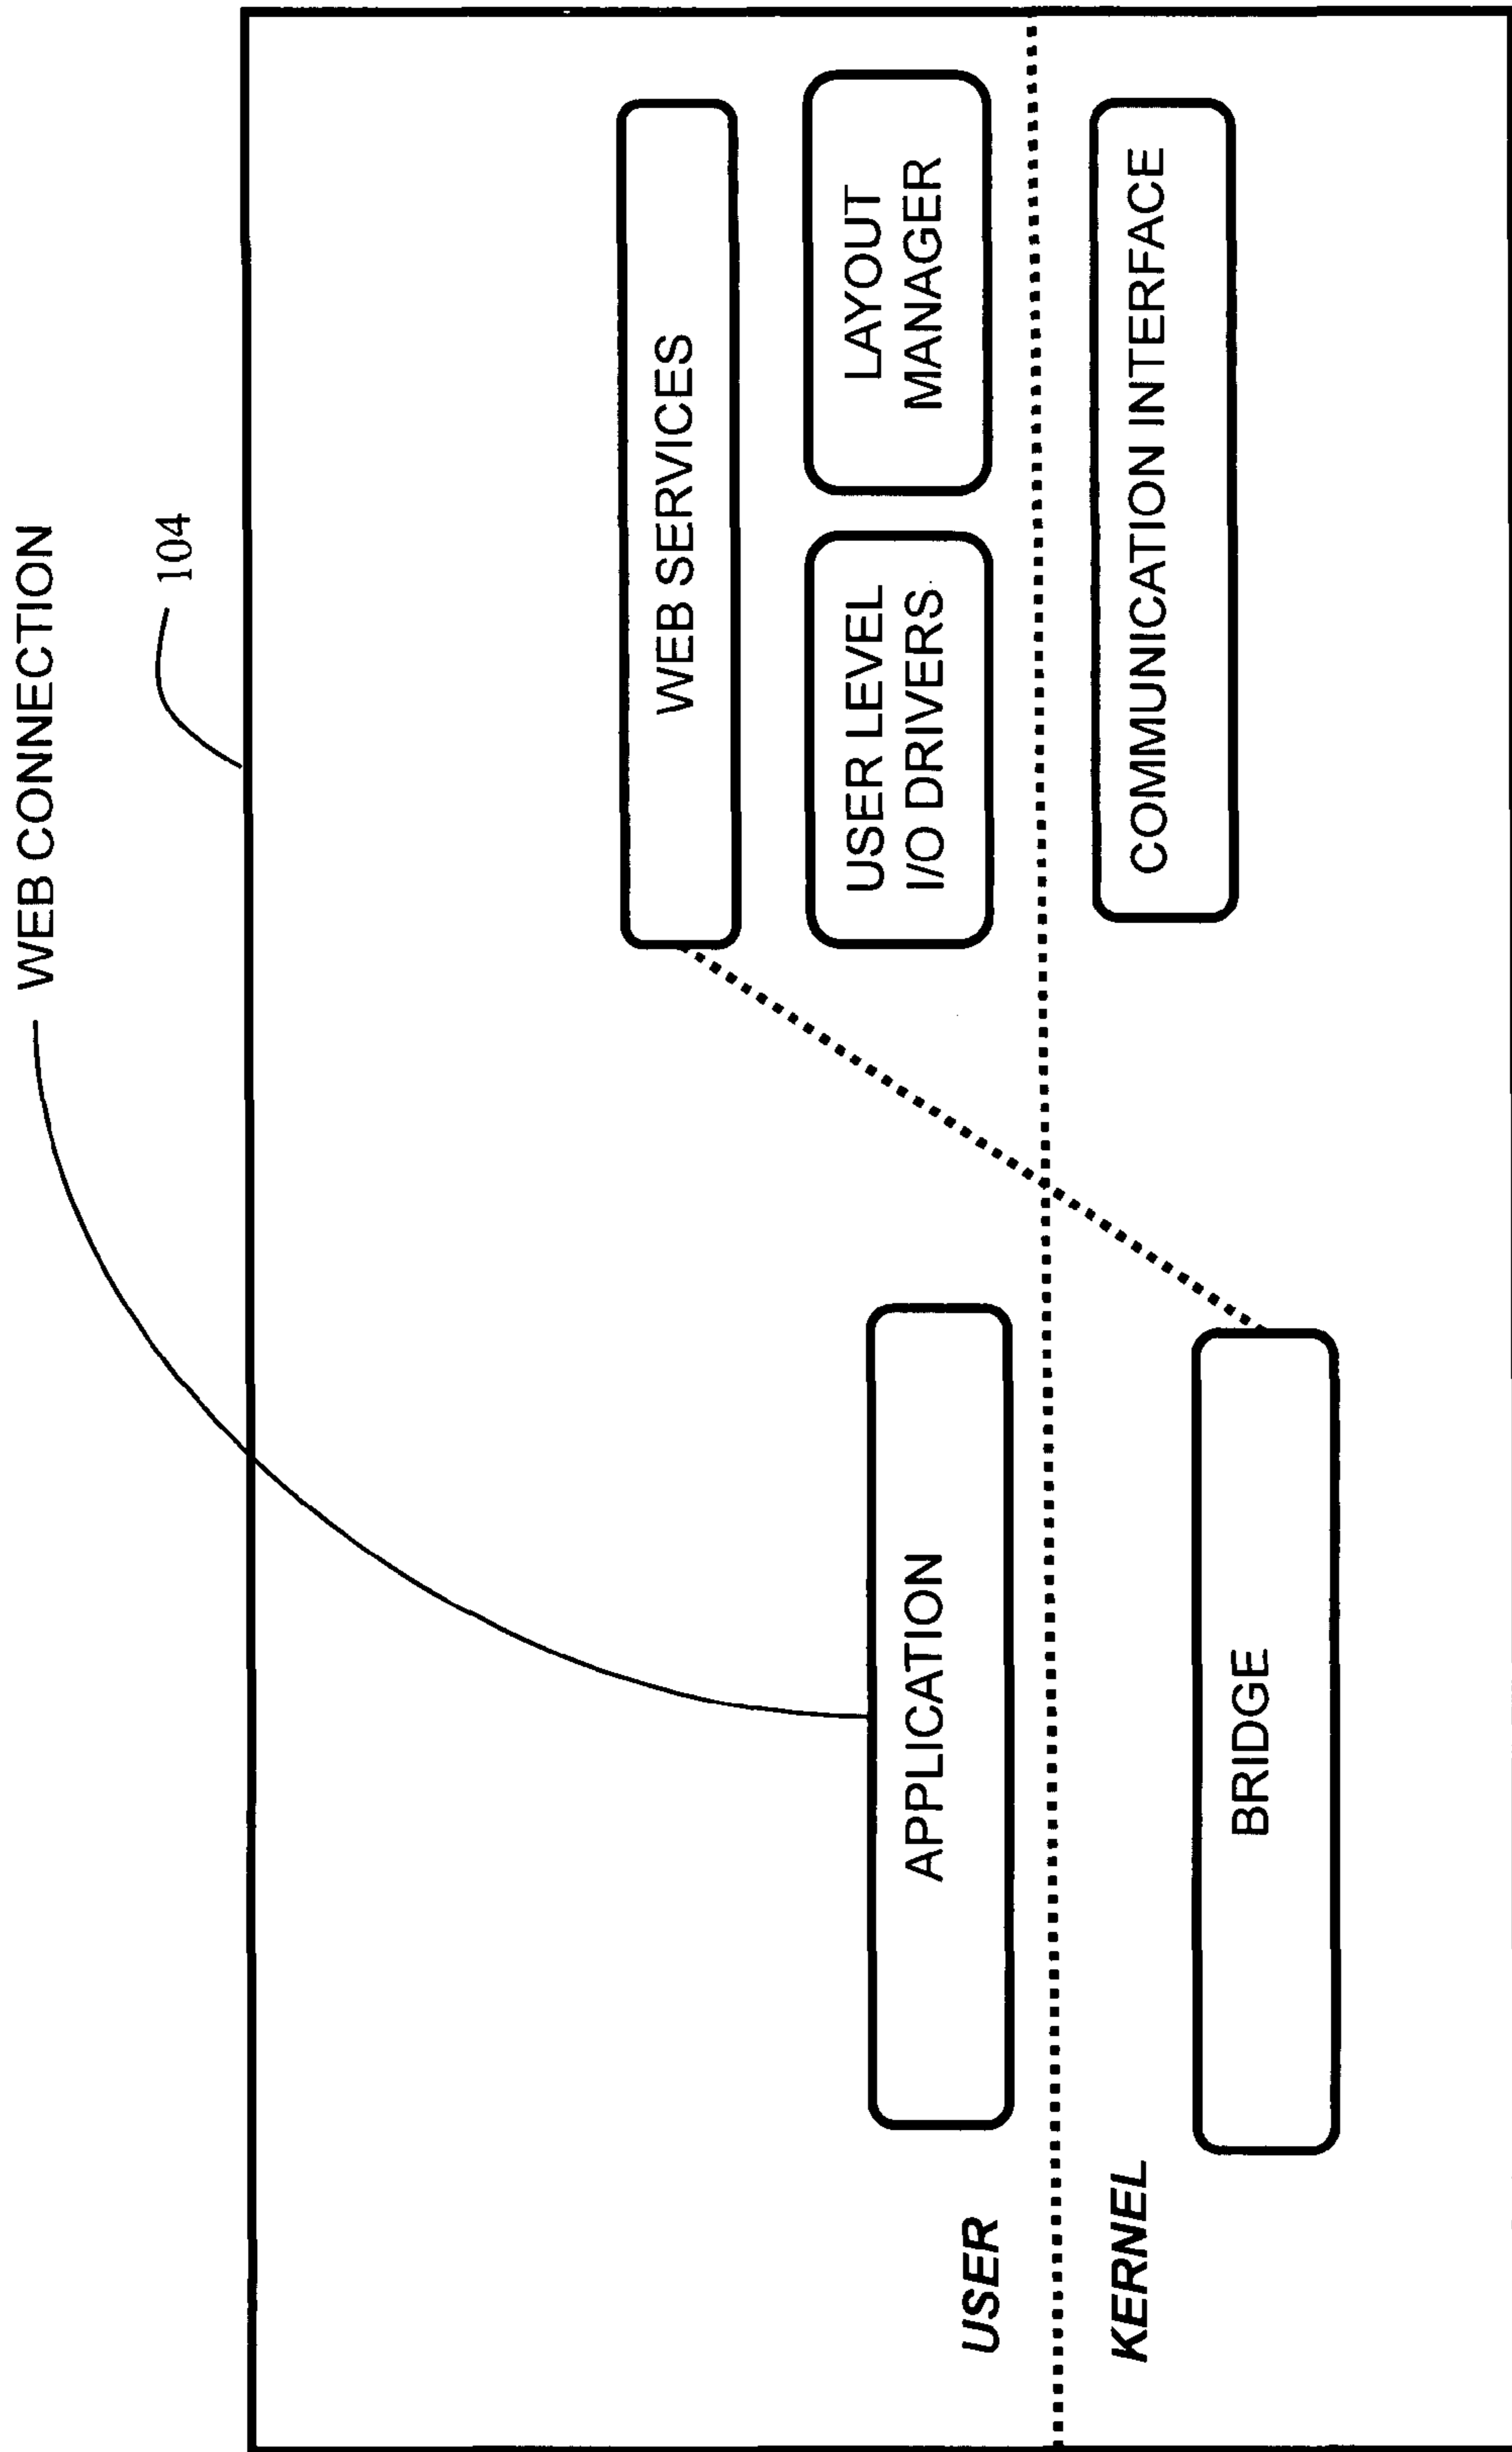 WEB CONNECTION
104
WEB SERVICES
USER LEVEL
I/O DRIVERS
LAYOUT
MANAGER
APPLICATION
USER
KERNEL
COMMUNICATION INTERFACE
BRIDGE